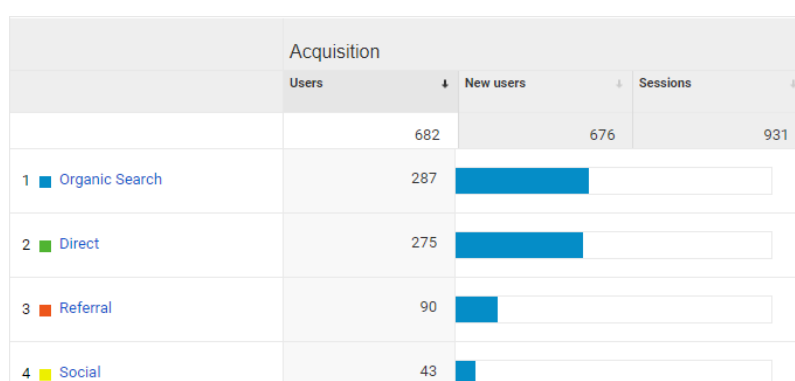 Acquisition
Users New users Sessions
682 676 931
1 Organic Search 287
2 Direct 275
3 Referral 90
4 Social 43